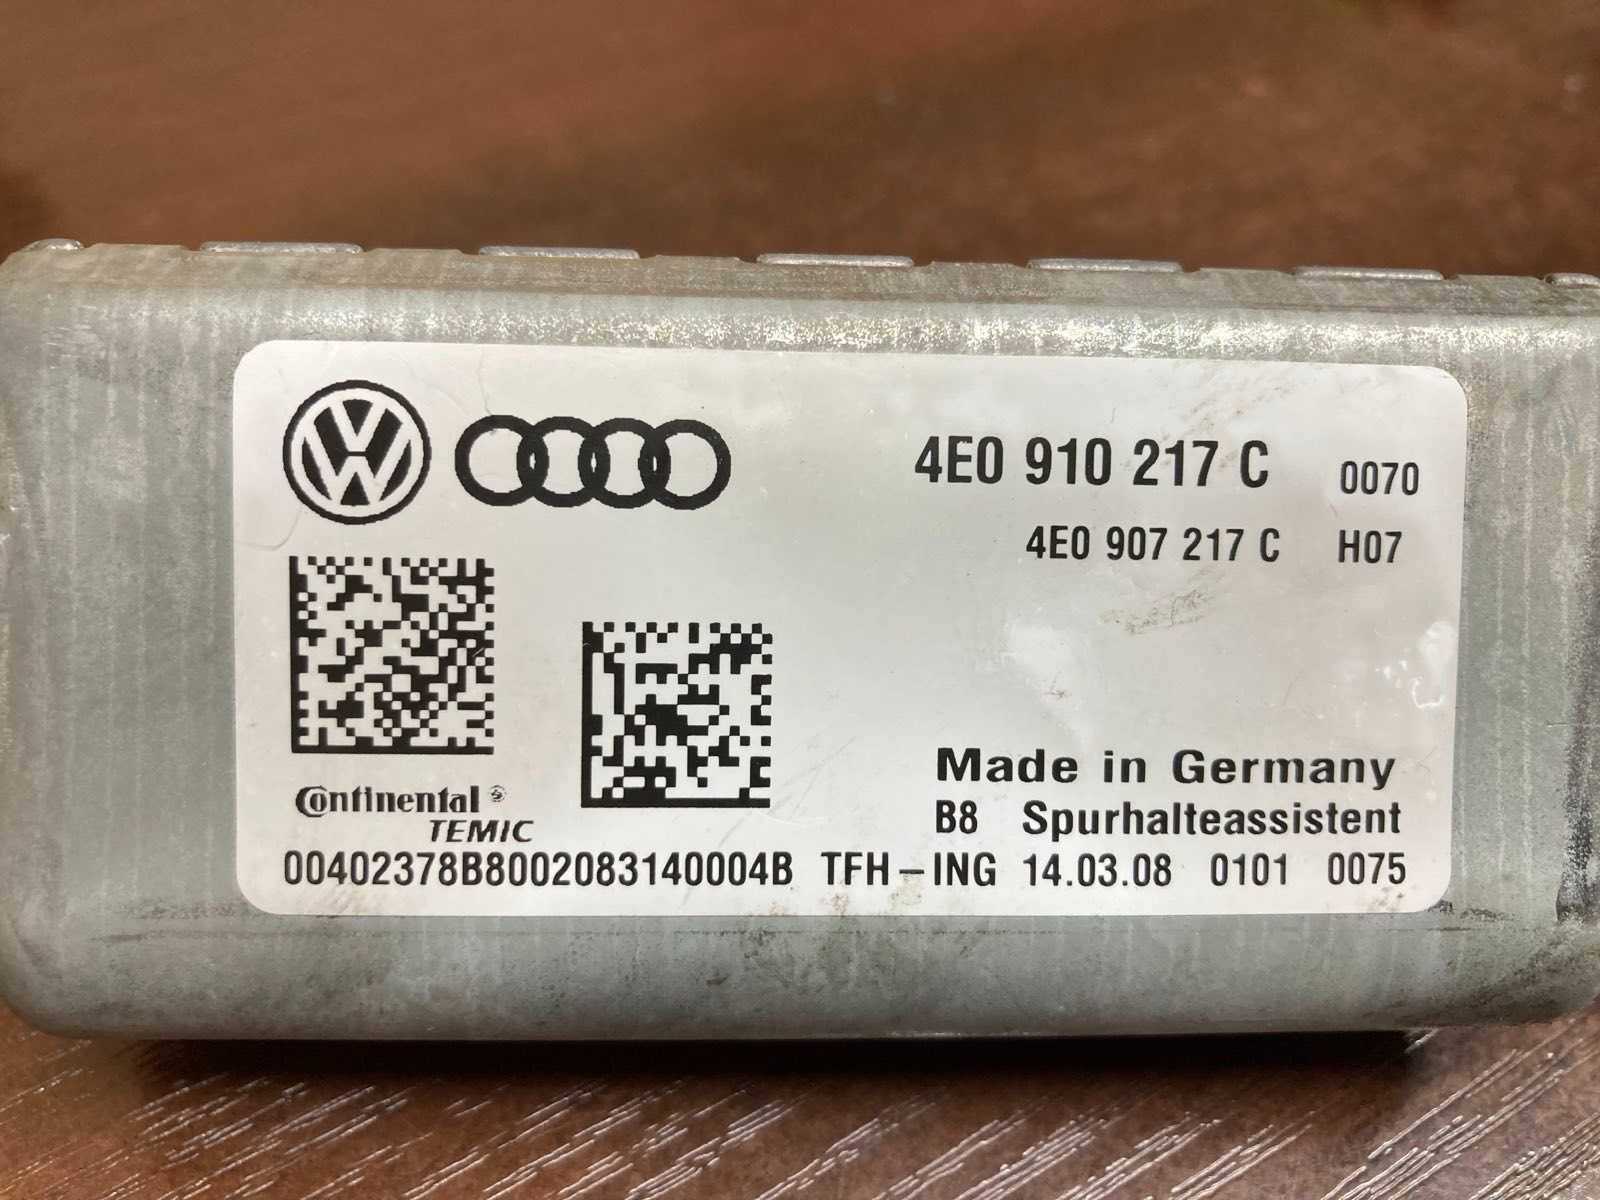 4E0 910 217 C 0070
4E0 907 217 C H07
Made in Germany
Continental
TEMIC
B8 Spurhalteassistent
00402378B8002083140004B TFH-ING 14.03.08 0101 0075